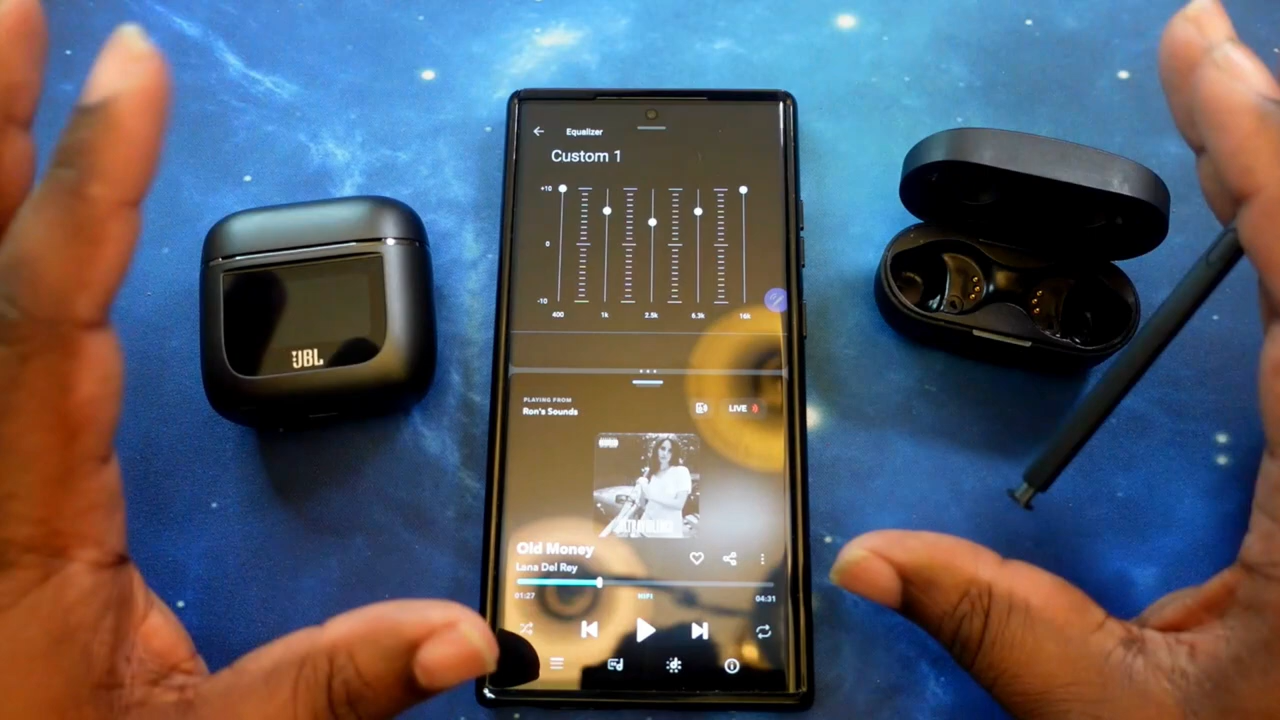 Equalizer
Custom 1
+10
0
-10
400 1k 2.5k 6.3k 16k
JBL
PLAYING FROM
Ron's Sounds
LIVE
ULTRAVIOLENCE
Old Money
Lana Del Rey
01:27 HIFI 04:31